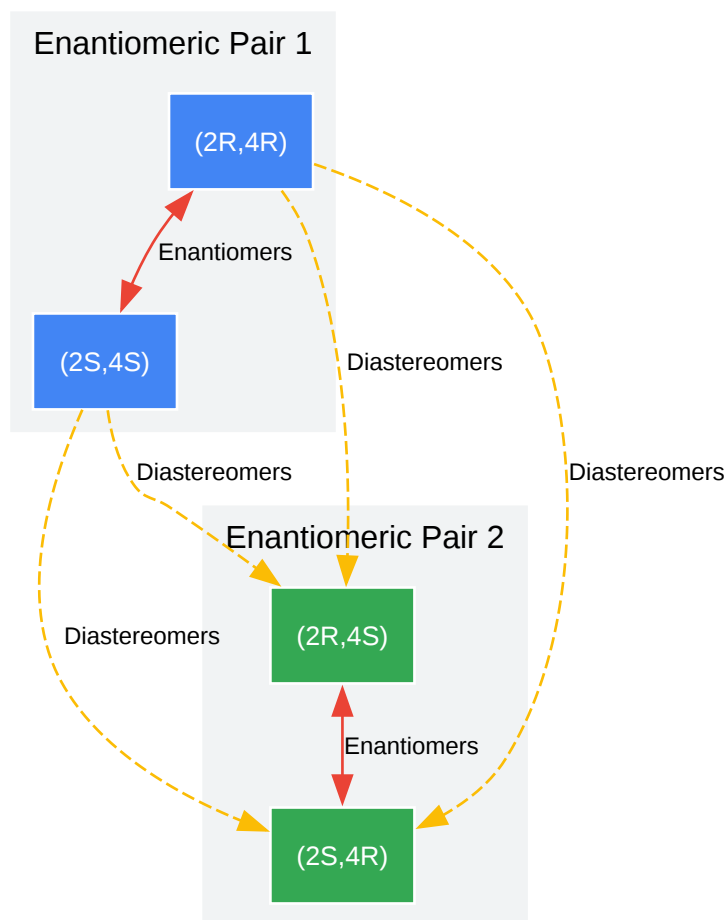 Enantiomeric Pair 1
(2R,4R)
Enantiomers
(2S,4S)
Diastereomers
Diastereomers
Diastereomers
Enantiomeric Pair 2
(2R,4S)
Diastereomers
Enantiomers
(2S,4R)